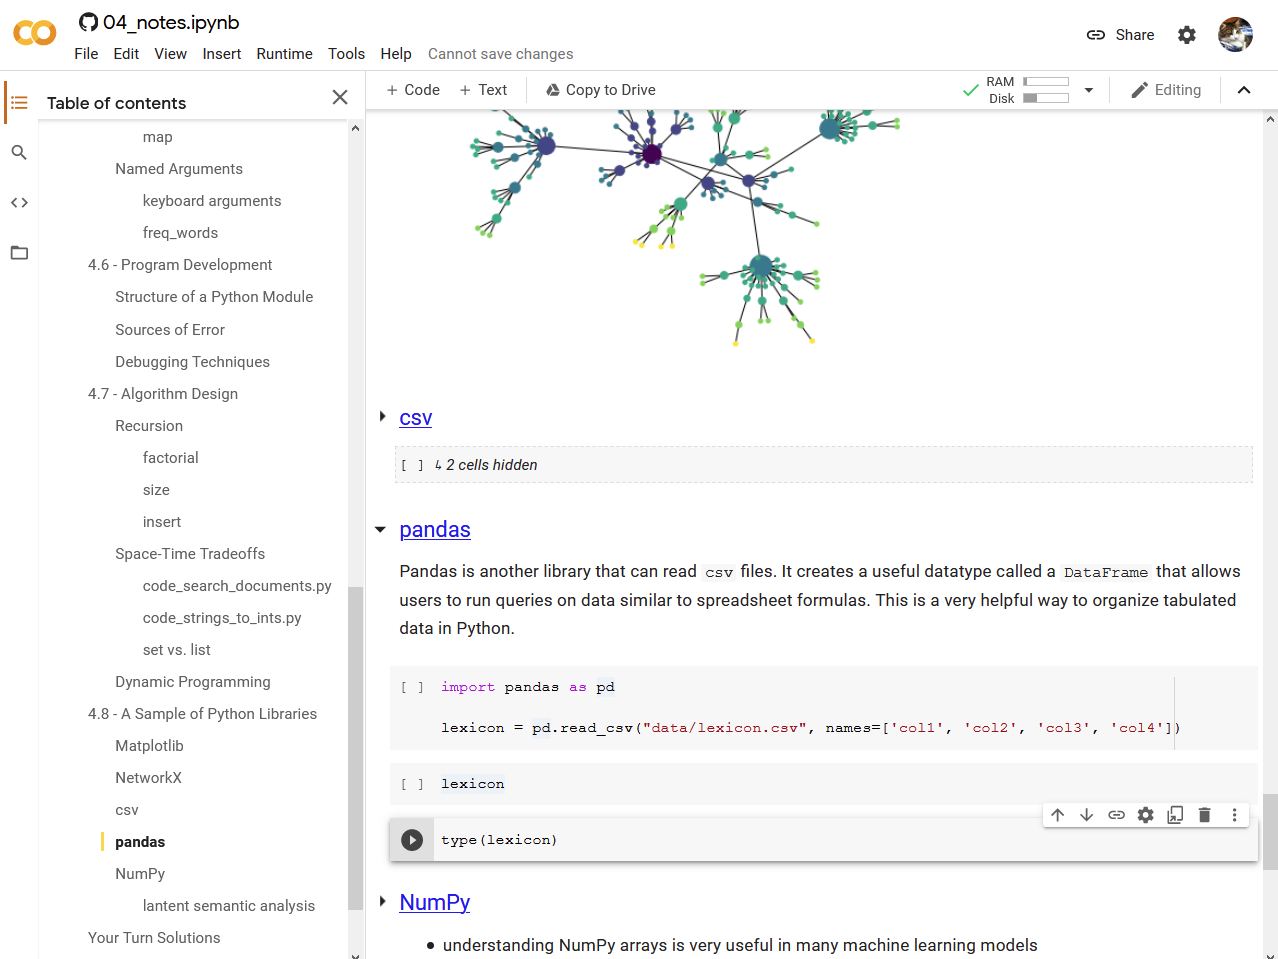 04_notes.ipynb
File Edit View Insert Runtime Tools Help Cannot save changes
Share
Table of contents
map
Named Arguments
keyboard arguments
freq_words
4.6 - Program Development
Structure of a Python Module
Sources of Error
Debugging Techniques
4.7 - Algorithm Design
Recursion
factorial
size
insert
Space-Time Tradeoffs
code_search_documents.py
code_strings_to_ints.py
set vs. list
Dynamic Programming
4.8 - A Sample of Python Libraries
Matplotlib
NetworkX
csv
pandas
NumPy
lantent semantic analysis
Your Turn Solutions
+ Code + Text Copy to Drive
RAM
Disk
Editing
csv
[ ] ↳ 2 cells hidden
pandas
Pandas is another library that can read csv files. It creates a useful datatype called a DataFrame that allows
users to run queries on data similar to spreadsheet formulas. This is a very helpful way to organize tabulated
data in Python.
[ ] import pandas as pd
lexicon = pd.read_csv("data/lexicon.csv", names=['col1', 'col2', 'col3', 'col4'])
[ ] lexicon
type(lexicon)
NumPy
• understanding NumPy arrays is very useful in many machine learning models